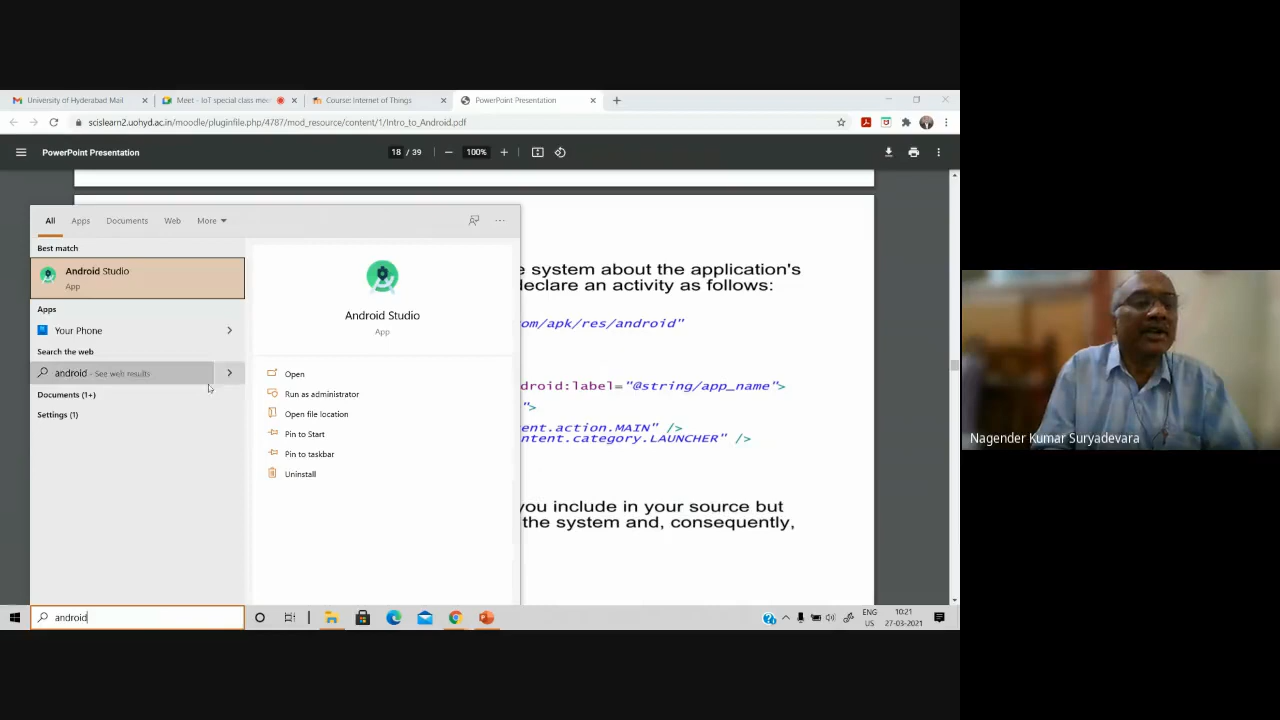 University of Hyderabad Mail
Meet - IoT special class mee
Course: Internet of Things
PowerPoint Presentation
scislearn2.uohyd.ac.in/moodle/pluginfile.php/4787/mod_resource/content/1/Intro_to_Android.pdf
PowerPoint Presentation
18 / 39
100%
All
Apps
Documents
Web
More
Best match
Android Studio
App
Apps
Your Phone
Search the web
android - See web results
Documents (1+)
Settings (1)
Android Studio
App
Open
Run as administrator
Open file location
Pin to Start
Pin to taskbar
Uninstall
e system about the application's
declare an activity as follows:
om/apk/res/android"
droid:label="@string/app_name">
">
ent.action.MAIN" />
ntent.category.LAUNCHER" />
you include in your source but
the system and, consequently,
Nagender Kumar Suryadevara
android
ENG
US
10:21
27-03-2021